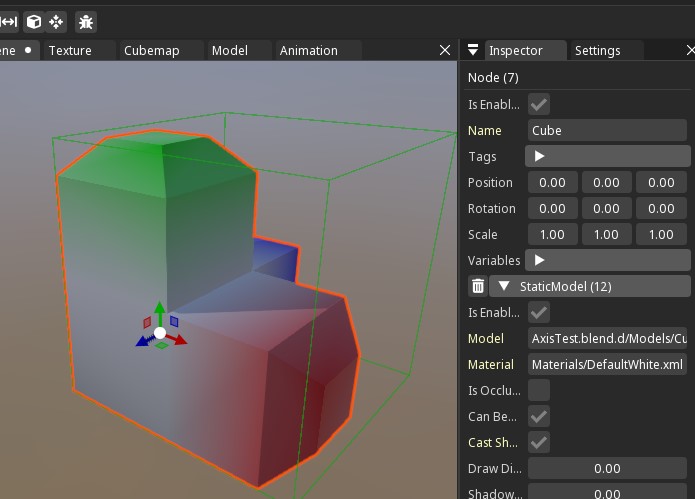 ene Texture Cubemap Model Animation Inspector Settings
Node (7)
Is Enabl...
Name Cube
Tags
Position 0.00 0.00 0.00
Rotation 0.00 0.00 0.00
Scale 1.00 1.00 1.00
Variables
StaticModel (12)
Is Enabl...
Model AxisTest.blend.d/Models/Cu
Material Materials/DefaultWhite.xml
Is Occlu...
Can Be...
Cast Sh...
Draw Di... 0.00
Shadow... 0.00